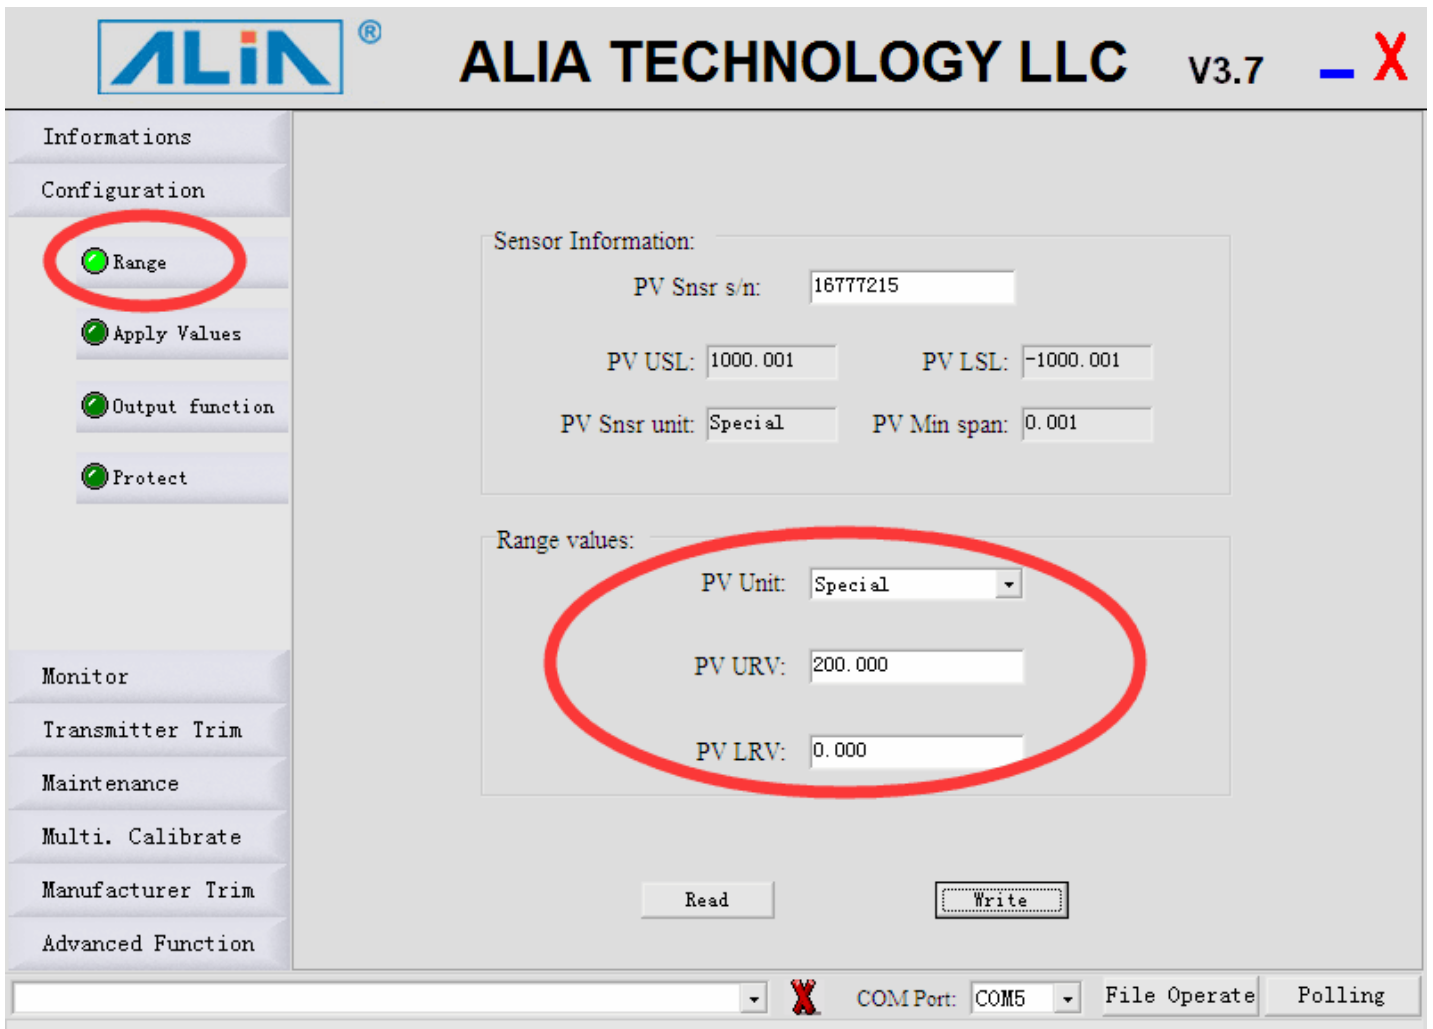 ALiA ®
ALIA TECHNOLOGY LLC V3.7 X
Informations
Configuration
Range
Apply Values
Output function
Protect
Monitor
Transmitter Trim
Maintenance
Multi. Calibrate
Manufacturer Trim
Advanced Function
Sensor Information:
PV Snsr s/n: 16777215
PV USL: 1000.001 PV LSL: -1000.001
PV Snsr unit: Special PV Min span: 0.001
Range values:
PV Unit: Special
PV URV: 200.000
PV LRV: 0.000
Read Write
X COM Port: COM5 File Operate Polling